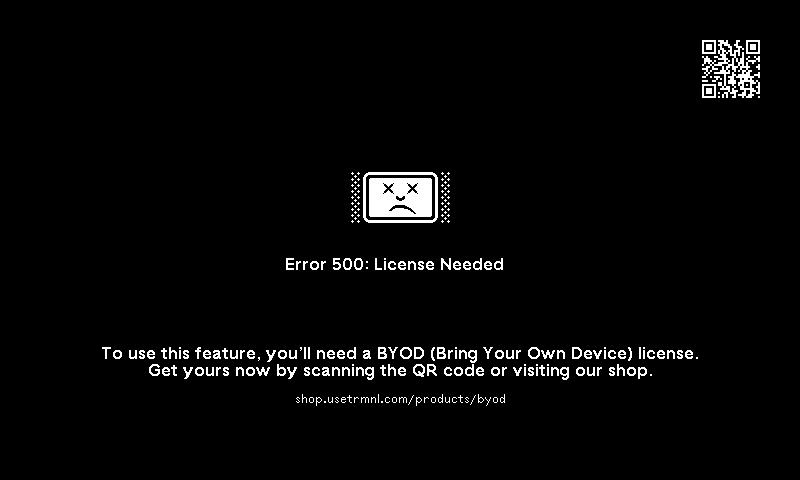 Error 500: License Needed
To use this feature, you'll need a BYOD (Bring Your Own Device) license.
Get yours now by scanning the QR code or visiting our shop.
shop.usetrmnl.com/products/byod